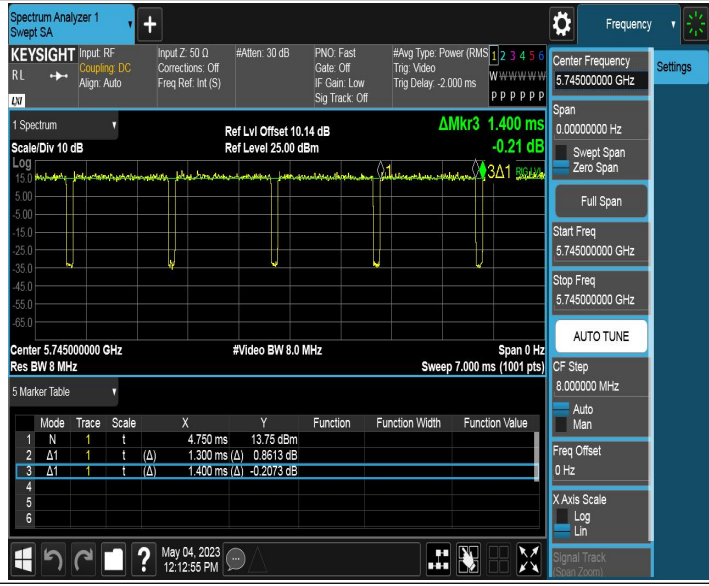 Spectrum Analyzer 1
Swept SA
Frequency
KEYSIGHT
RL
LXI
Input: RF
Coupling: DC
Align: Auto
Input Z: 50 Ω
Corrections: Off
Freq Ref: Int (S)
#Atten: 30 dB
PNO: Fast
Gate: Off
IF Gain: Low
Sig Track: Off
#Avg Type: Power (RMS
Trig: Video
Trig Delay: -2.000 ms
1 2 3 4 5 6
W W W W W W
P P P P P P
1 Spectrum
Scale/Div 10 dB
Ref Lvl Offset 10.14 dB
Ref Level 25.00 dBm
ΔMkr3 1.400 ms
-0.21 dB
Log
15.0
5.00
-5.00
-15.0
-25.0
-35.0
-45.0
-55.0
-65.0
1
3Δ1
Center 5.745000000 GHz
#Video BW 8.0 MHz
Span 0 Hz
Res BW 8 MHz
Sweep 7.000 ms (1001 pts)
5 Marker Table
Mode Trace Scale X Y Function Function Width Function Value
1 N 1 t 4.750 ms 13.75 dBm
2 Δ1 1 t (Δ) 1.300 ms (Δ) 0.8613 dB
3 Δ1 1 t (Δ) 1.400 ms (Δ) -0.2073 dB
4
5
6
?
May 04, 2023
12:12:55 PM
Center Frequency
5.745000000 GHz
Span
0.00000000 Hz
Swept Span
Zero Span
Full Span
Start Freq
5.745000000 GHz
Stop Freq
5.745000000 GHz
AUTO TUNE
CF Step
8.000000 MHz
Auto
Man
Freq Offset
0 Hz
X Axis Scale
Log
Lin
Signal Track
(Span Zoom)
Settings